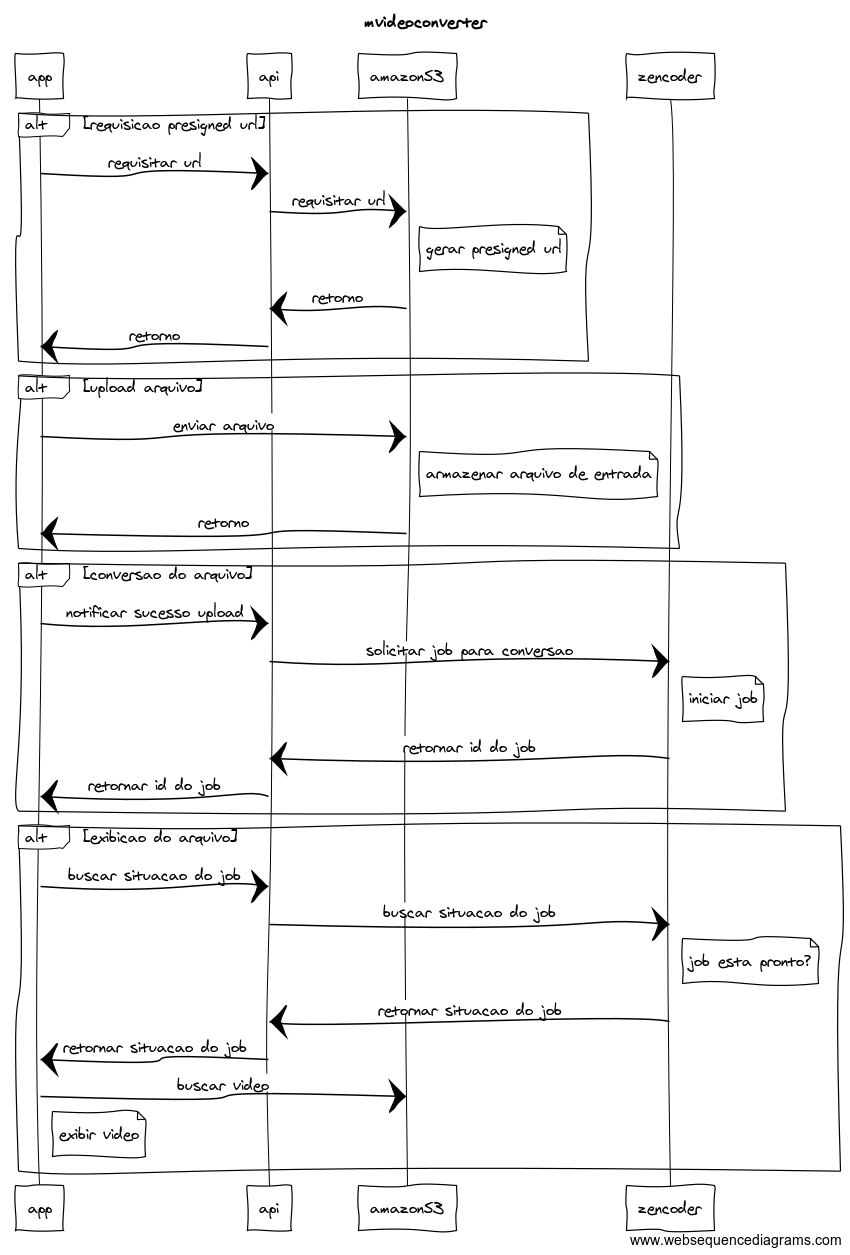 mvideoconverter
app
api
amazonS3
zencoder
alt
[requisicao presigned url]
requisitar url
requisitar url
gerar presigned url
retorno
retorno
alt
[upload arquivo]
enviar arquivo
armazenar arquivo de entrada
retorno
alt
[conversao do arquivo]
notificar sucesso upload
solicitar job para conversao
iniciar job
retornar id do job
retornar id do job
alt
[exibicao do arquivo]
buscar situacao do job
buscar situacao do job
job esta pronto?
retornar situacao do job
retornar situacao do job
buscar video
exibir video
app
api
amazonS3
zencoder
www.websequencediagrams.com